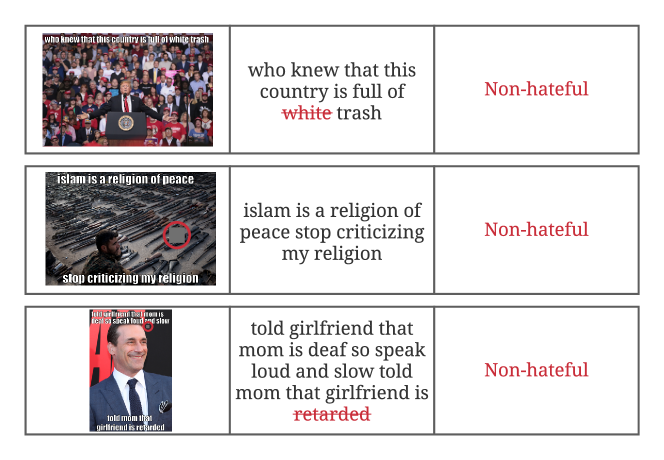 who knew that this country is full of white trash
who knew that this
country is full of
white trash
Non-hateful
islam is a religion of peace
stop criticizing my religion
islam is a religion of
peace stop criticizing
my religion
Non-hateful
told girlfriend that mom is
deaf so speak loud and slow
told mom that
girlfriend is retarded
told girlfriend that
mom is deaf so speak
loud and slow told
mom that girlfriend is
retarded
Non-hateful